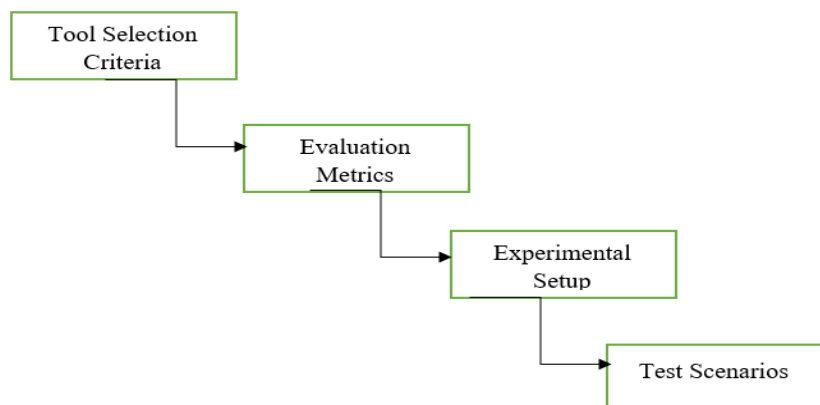 Tool Selection
Criteria
Evaluation
Metrics
Experimental
Setup
Test Scenarios